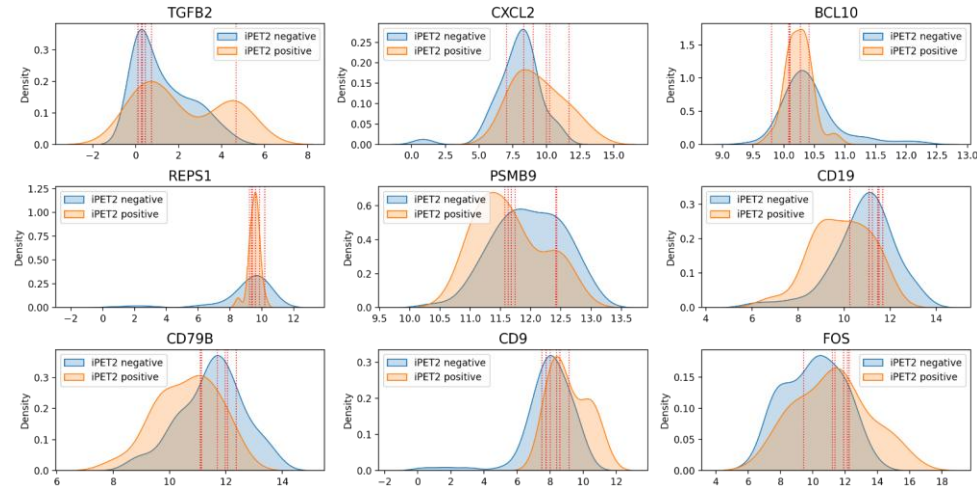 TGFB2
iPET2 negative
iPET2 positive
Density
0.3
0.2
0.1
0.0
−2 0 2 4 6 8
CXCL2
iPET2 negative
iPET2 positive
Density
0.25
0.20
0.15
0.10
0.05
0.00
0.0 2.5 5.0 7.5 10.0 12.5 15.0
BCL10
iPET2 negative
iPET2 positive
Density
1.5
1.0
0.5
0.0
9.0 9.5 10.0 10.5 11.0 11.5 12.0 12.5 13.0
REPS1
iPET2 negative
iPET2 positive
Density
1.25
1.00
0.75
0.50
0.25
0.00
−2 0 2 4 6 8 10 12
PSMB9
iPET2 negative
iPET2 positive
Density
0.6
0.4
0.2
0.0
9.5 10.0 10.5 11.0 11.5 12.0 12.5 13.0 13.5
CD19
iPET2 negative
iPET2 positive
Density
0.3
0.2
0.1
0.0
4 6 8 10 12 14
CD79B
iPET2 negative
iPET2 positive
Density
0.3
0.2
0.1
0.0
6 8 10 12 14
CD9
iPET2 negative
iPET2 positive
Density
0.3
0.2
0.1
0.0
−2 0 2 4 6 8 10 12
FOS
iPET2 negative
iPET2 positive
Density
0.15
0.10
0.05
0.00
4 6 8 10 12 14 16 18